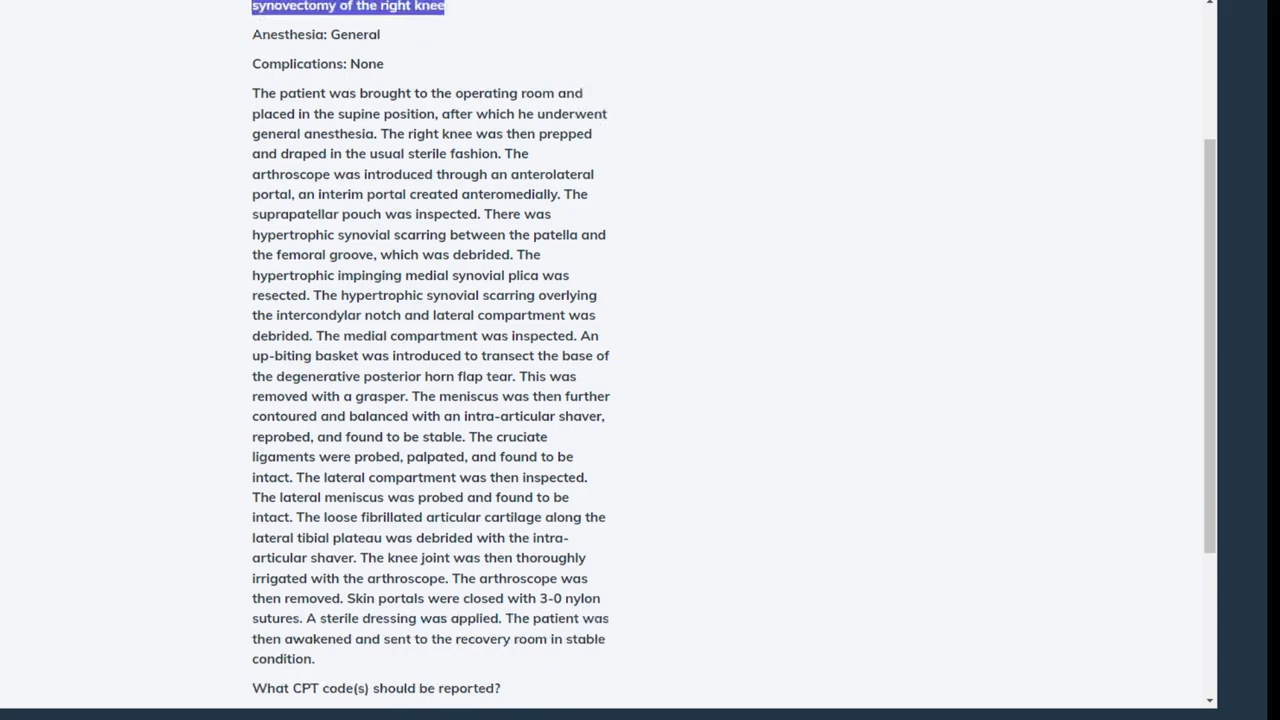 synovectomy of the right knee
Anesthesia: General
Complications: None
The patient was brought to the operating room and
placed in the supine position, after which he underwent
general anesthesia. The right knee was then prepped
and draped in the usual sterile fashion. The
arthroscope was introduced through an anterolateral
portal, an interim portal created anteromedially. The
suprapatellar pouch was inspected. There was
hypertrophic synovial scarring between the patella and
the femoral groove, which was debrided. The
hypertrophic impinging medial synovial plica was
resected. The hypertrophic synovial scarring overlying
the intercondylar notch and lateral compartment was
debrided. The medial compartment was inspected. An
up-biting basket was introduced to transect the base of
the degenerative posterior horn flap tear. This was
removed with a grasper. The meniscus was then further
contoured and balanced with an intra-articular shaver,
reprobed, and found to be stable. The cruciate
ligaments were probed, palpated, and found to be
intact. The lateral compartment was then inspected.
The lateral meniscus was probed and found to be
intact. The loose fibrillated articular cartilage along the
lateral tibial plateau was debrided with the intra-
articular shaver. The knee joint was then thoroughly
irrigated with the arthroscope. The arthroscope was
then removed. Skin portals were closed with 3-0 nylon
sutures. A sterile dressing was applied. The patient was
then awakened and sent to the recovery room in stable
condition.
What CPT code(s) should be reported?